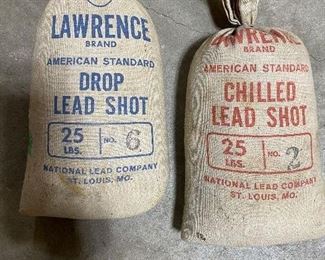 LAWRENCE
BRAND
AMERICAN STANDARD
DROP
LEAD SHOT
25 LBS. NO. 6
NATIONAL LEAD COMPANY
ST. LOUIS, MO.
LAWRENCE
BRAND
AMERICAN STANDARD
CHILLED
LEAD SHOT
25 LBS. NO. 2
NATIONAL LEAD COMPANY
ST. LOUIS, MO.